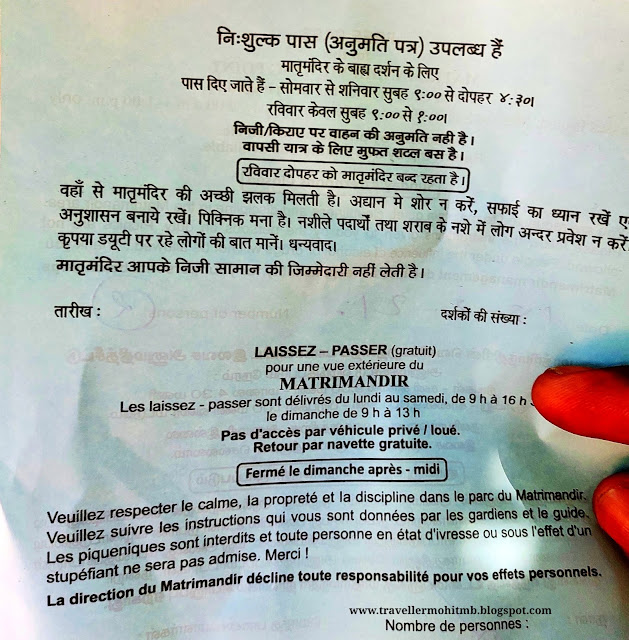 निःशुल्क पास (अनुमति पत्र) उपलब्ध हैं
मातृमंदिर के बाह्य दर्शन के लिए
पास दिए जाते हैं – सोमवार से शनिवार सुबह ९:०० से दोपहर ४:३०।
रविवार केवल सुबह ९:०० से १:००।
निजी/किराए पर वाहन की अनुमति नही है।
वापसी यात्र के लिए मुफत शटल बस है।
रविवार दोपहर को मातृमंदिर बन्द रहता है।
वहाँ से मातृमंदिर की अच्छी झलक मिलती है। अद्यान मे शोर न करें, सफाई का ध्यान रखें ए
अनुशासन बनाये रखें। पिक्निक मना है। नशीले पदार्थों तथा शराब के नशे में लोग अन्दर प्रवेश न करें
कृपया डयूटी पर रहे लोगों की बात मानें। धन्यवाद।
मातृमंदिर आपके निजी सामान की जिम्मेदारी नहीं लेती है।
तारीख : दर्शकों की संख्या :
LAISSEZ – PASSER (gratuit)
pour une vue extérieure du
MATRIMANDIR
Les laissez - passer sont délivrés du lundi au samedi, de 9 h à 16 h
le dimanche de 9 h à 13 h
Pas d'accès par véhicule privé / loué.
Retour par navette gratuite.
Fermé le dimanche après - midi
Veuillez respecter le calme, la propreté et la discipline dans le parc du Matrimandir.
Veuillez suivre les instructions qui vous sont données par les gardiens et le guide.
Les piqueniques sont interdits et toute personne en état d'ivresse ou sous l'effet d'un
stupéfiant ne sera pas admise. Merci !
La direction du Matrimandir décline toute responsabilité pour vos effets personnels.
www.travellermohitmb.blogspot.com
Nombre de personnes :